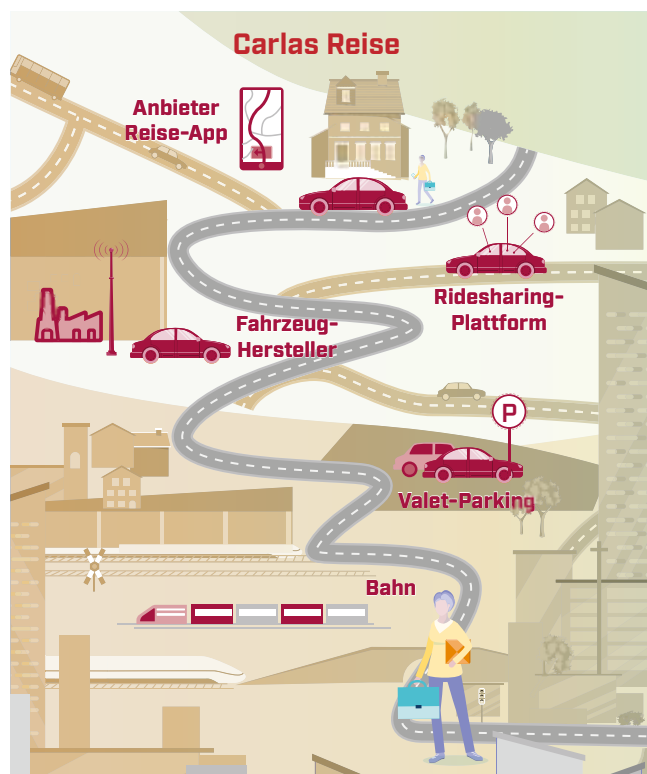 Carlas Reise
Anbieter
Reise-App
Ridesharing-
Plattform
Fahrzeug-
Hersteller
P
Valet-Parking
Bahn